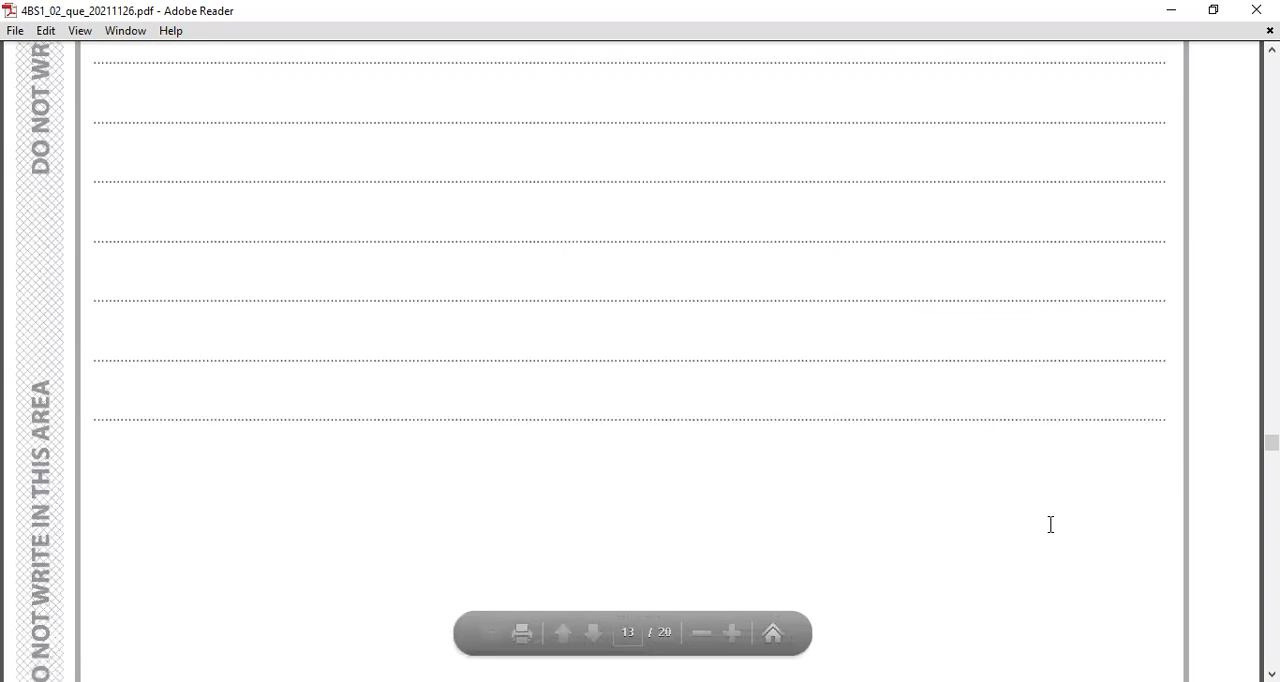 4BS1_02_que_20211126.pdf - Adobe Reader
File Edit View Window Help
DO NOT WR
O NOT WRITE IN THIS AREA
13 / 20